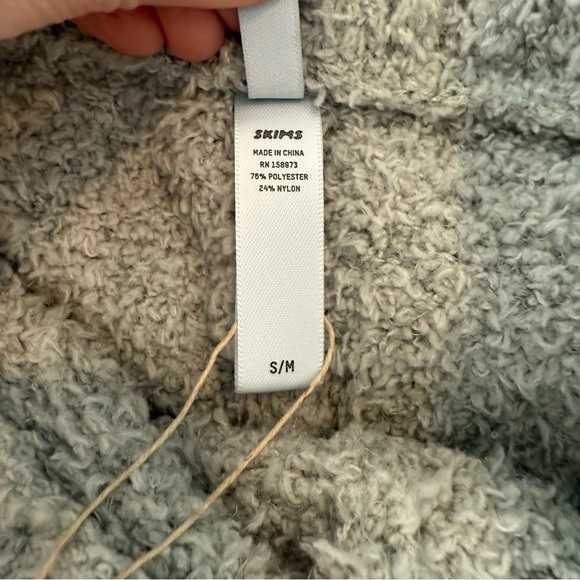 SKIMS
MADE IN CHINA
RN 158973
76% POLYESTER
24% NYLON
S/M